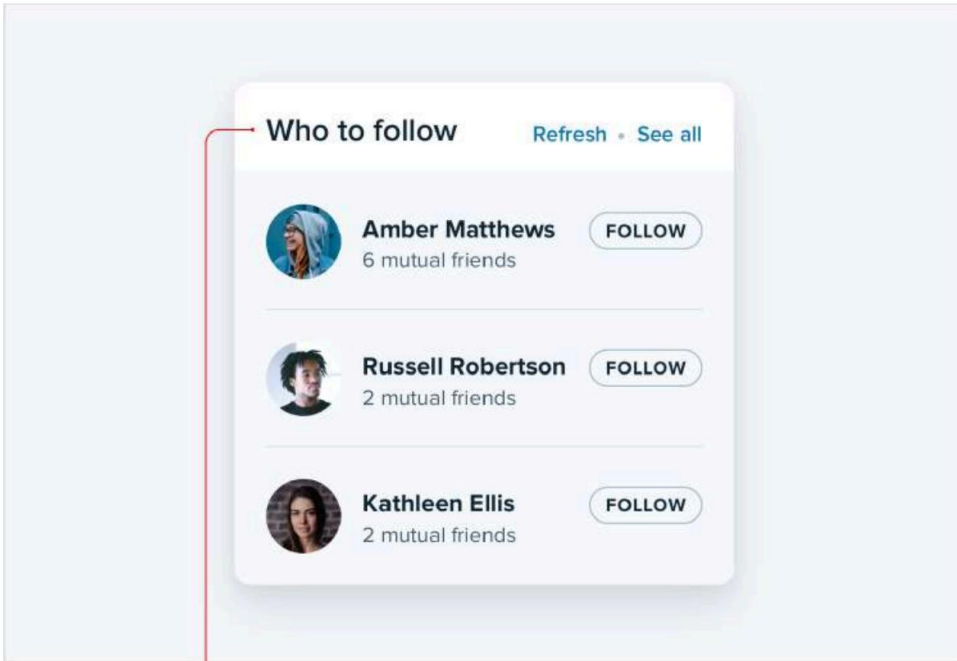 Who to follow
Refresh • See all
Amber Matthews
6 mutual friends
FOLLOW
Russell Robertson
2 mutual friends
FOLLOW
Kathleen Ellis
2 mutual friends
FOLLOW